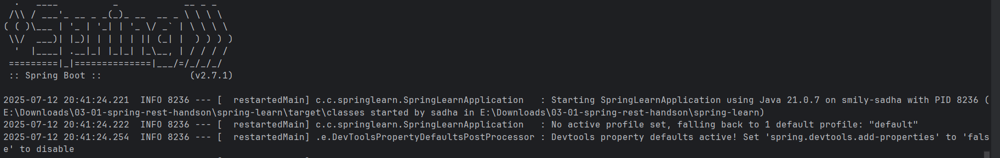 .   ____          _            __ _ _
 /\\ / ___'_ __ _ _(_)_ __  __ _ \ \ \ \
( ( )\___ | '_ | '_| | '_ \/ _` | \ \ \ \
 \\/  ___)| |_)| | | | | || (_| |  ) ) ) )
  '  |____| .__|_| |_|_| |_\__, | / / / /
 =========|_|==============|___/=/_/_/_/
 :: Spring Boot ::                (v2.7.1)
2025-07-12 20:41:24.221  INFO 8236 --- [  restartedMain] c.c.springlearn.SpringLearnApplication   : Starting SpringLearnApplication using Java 21.0.7 on smily-sadha with PID 8236 (
E:\Downloads\03-01-spring-rest-handson\spring-learn\target\classes started by sadha in E:\Downloads\03-01-spring-rest-handson\spring-learn)
2025-07-12 20:41:24.222  INFO 8236 --- [  restartedMain] c.c.springlearn.SpringLearnApplication   : No active profile set, falling back to 1 default profile: "default"
2025-07-12 20:41:24.254  INFO 8236 --- [  restartedMain] .e.DevToolsPropertyDefaultsPostProcessor : Devtools property defaults active! Set 'spring.devtools.add-properties' to 'fals
e' to disable